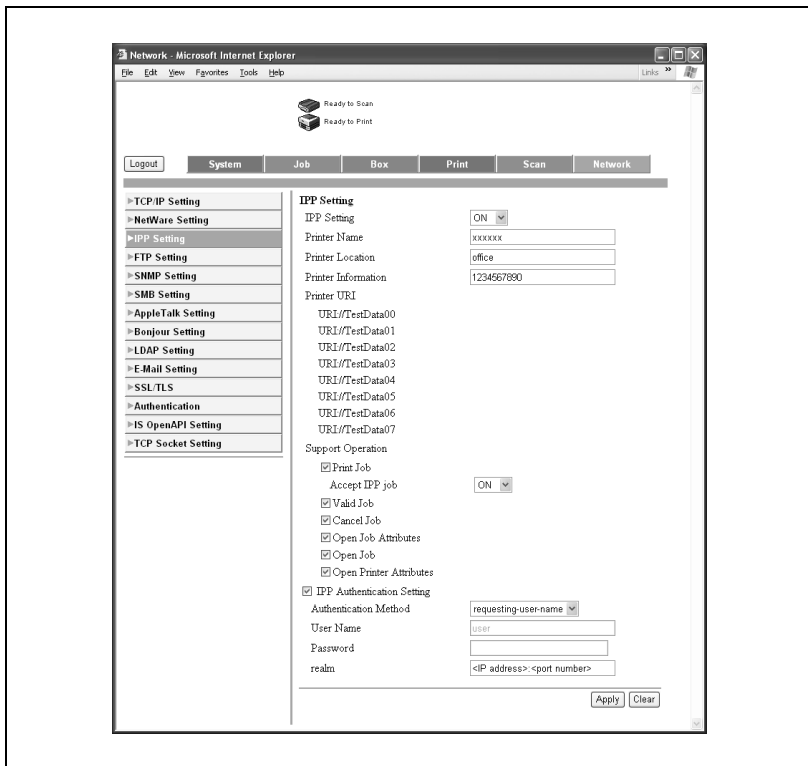 Network - Microsoft Internet Explorer
File Edit View Favorites Tools Help
Links »
Ready to Scan
Ready to Print
Logout System Job Box Print Scan Network
TCP/IP Setting
NetWare Setting
IPP Setting
FTP Setting
SNMP Setting
SMB Setting
AppleTalk Setting
Bonjour Setting
LDAP Setting
E-Mail Setting
SSL/TLS
Authentication
IS OpenAPI Setting
TCP Socket Setting
IPP Setting
IPP Setting ON
Printer Name xxxxxx
Printer Location office
Printer Information 1234567890
Printer URI
URI://TestData00
URI://TestData01
URI://TestData02
URI://TestData03
URI://TestData04
URI://TestData05
URI://TestData06
URI://TestData07
Support Operation
Print Job
Accept IPP job ON
Valid Job
Cancel Job
Open Job Attributes
Open Job
Open Printer Attributes
IPP Authentication Setting
Authentication Method requesting-user-name
User Name user
Password
realm <IP address>:<port number>
Apply Clear